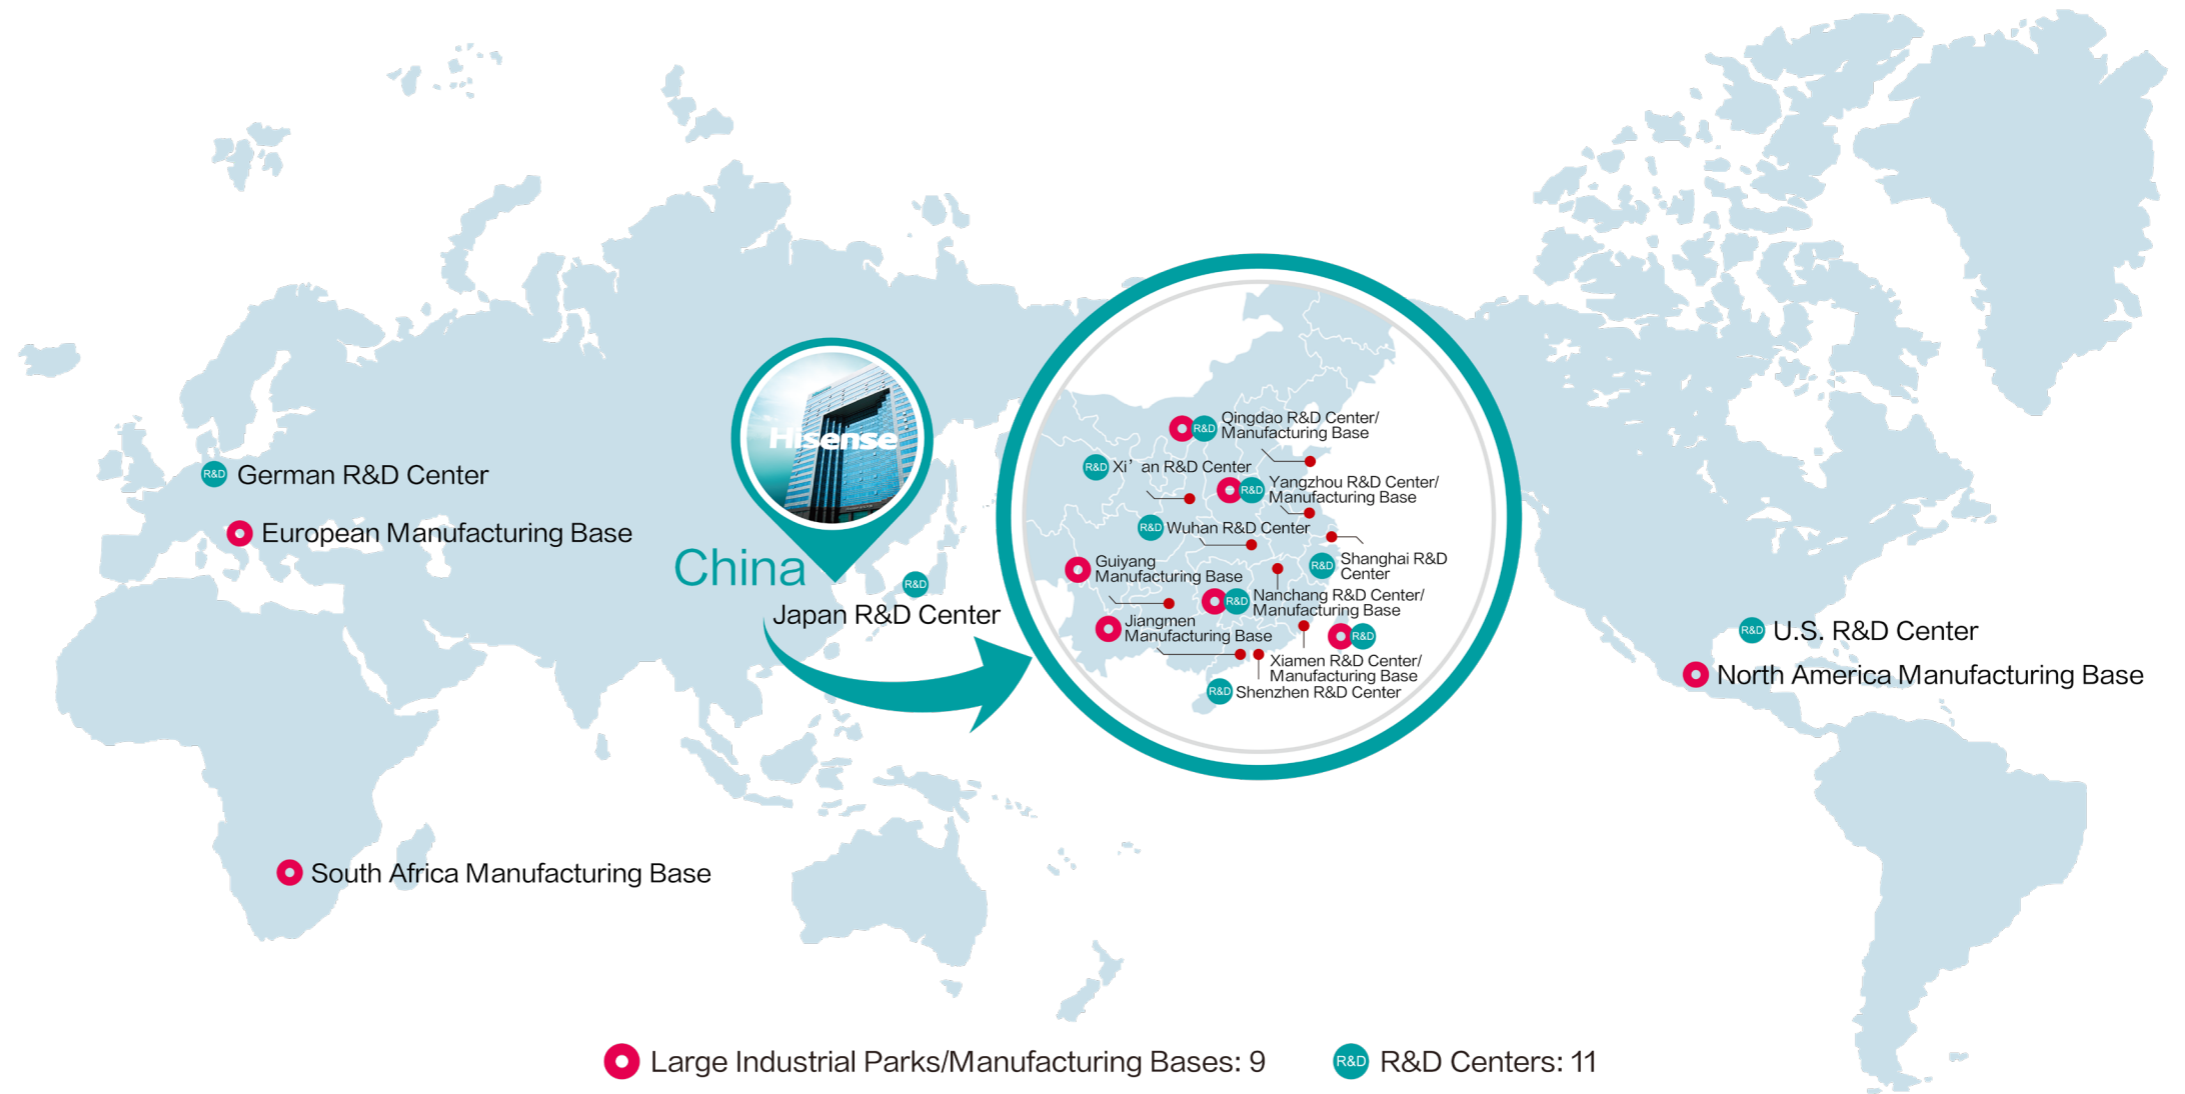 Hisense
R&D German R&D Center
European Manufacturing Base
China
R&D
Japan R&D Center
South Africa Manufacturing Base
R&D Qingdao R&D Center/
Manufacturing Base
R&D Xi’ an R&D Center
R&D Yangzhou R&D Center/
Manufacturing Base
R&D Wuhan R&D Center
R&D Shanghai R&D
Center
Guiyang
Manufacturing Base
R&D Nanchang R&D Center/
Manufacturing Base
Jiangmen
Manufacturing Base
R&D
Xiamen R&D Center/
Manufacturing Base
R&D Shenzhen R&D Center
R&D U.S. R&D Center
North America Manufacturing Base
Large Industrial Parks/Manufacturing Bases: 9
R&D R&D Centers: 11